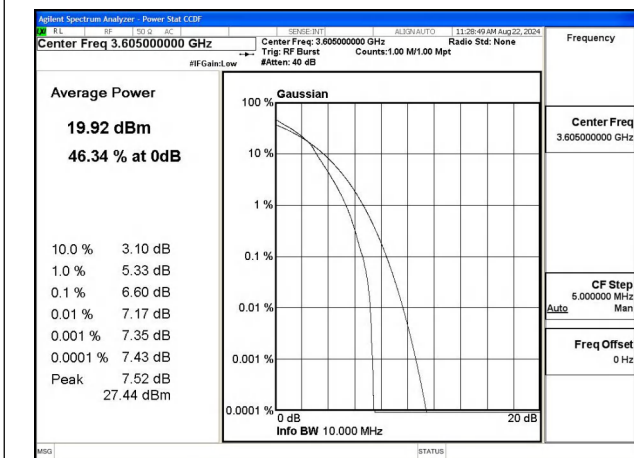 Agilent Spectrum Analyzer - Power Stat CCDF
RL RF 50 Ω AC SENSE:INT ALIGNAUTO 11:28:49 AM Aug 22, 2024
Center Freq 3.605000000 GHz
Center Freq: 3.605000000 GHz Radio Std: None
Trig: RF Burst Counts:1.00 M/1.00 Mpt
#IFGain:Low #Atten: 40 dB
Frequency
Average Power
19.92 dBm
46.34 % at 0dB
10.0 % 3.10 dB
1.0 % 5.33 dB
0.1 % 6.60 dB
0.01 % 7.17 dB
0.001 % 7.35 dB
0.0001 % 7.43 dB
Peak 7.52 dB
27.44 dBm
Gaussian
100 %
10 %
1 %
0.1 %
0.01 %
0.001 %
0.0001 %
0 dB 20 dB
Info BW 10.000 MHz
Center Freq
3.605000000 GHz
CF Step
5.000000 MHz
Auto Man
Freq Offset
0 Hz
MSG STATUS